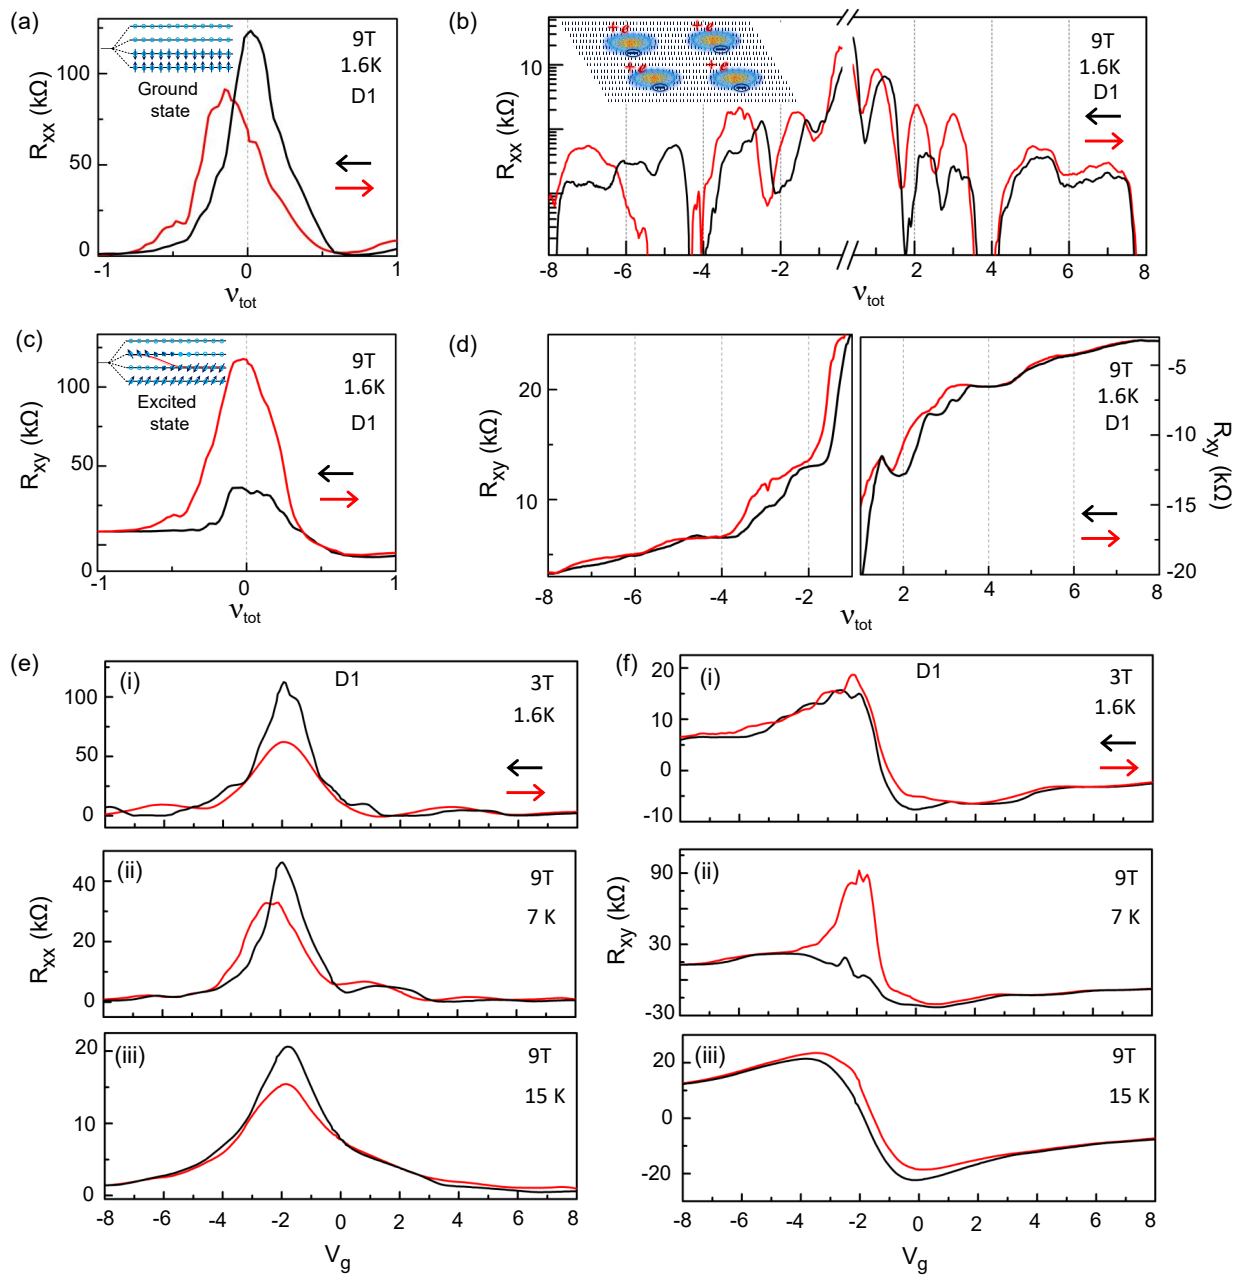 (a)
100
50
0
-1
0
1
Rxx (kΩ)
νtot
Ground
state
9T
1.6K
D1
(b)
10
-8
-6
-4
-2
2
4
6
8
Rxx (kΩ)
νtot
+e
+e
+e
+e
9T
1.6K
D1
(c)
100
50
0
-1
0
1
Rxy (kΩ)
νtot
Excited
state
9T
1.6K
D1
(d)
20
10
-8
-6
-4
-2
2
4
6
8
-5
-10
-15
-20
Rxy (kΩ)
Rxy (kΩ)
νtot
9T
1.6K
D1
(e)
(i)
D1
3T
1.6K
100
50
0
(ii)
9T
7 K
40
20
0
Rxx (kΩ)
(iii)
9T
15 K
20
10
0
-8
-6
-4
-2
0
2
4
6
8
Vg
(f)
(i)
D1
3T
1.6K
20
10
0
-10
(ii)
9T
7 K
90
30
-30
Rxy (kΩ)
(iii)
9T
15 K
20
0
-20
-8
-6
-4
-2
0
2
4
6
8
Vg